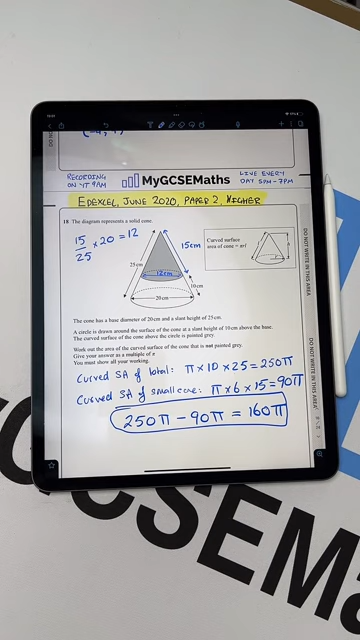 RECORDING
ON YT 9AM
MyGCSEMaths
LIVE EVERY
DAY 5PM-7PM
EDEXCEL, JUNE 2020, PAPER 2, HIGHER
18 The diagram represents a solid cone.
15/25 × 20 = 12
15cm
25 cm
12cm
10 cm
20 cm
Curved surface
area of cone = πrl
The cone has a base diameter of 20 cm and a slant height of 25 cm.
A circle is drawn around the surface of the cone at a slant height of 10 cm above the base.
The curved surface of the cone above the circle is painted grey.
Work out the area of the curved surface of the cone that is not painted grey.
Give your answer as a multiple of π
You must show all your working.
Curved SA of total: π × 10 × 25 = 250π
Curved SA of small cone: π × 6 × 15 = 90π
250π − 90π = 160π
DO NOT WRITE IN THIS AREA
DO NOT WRITE IN THIS AREA
GCSEMa